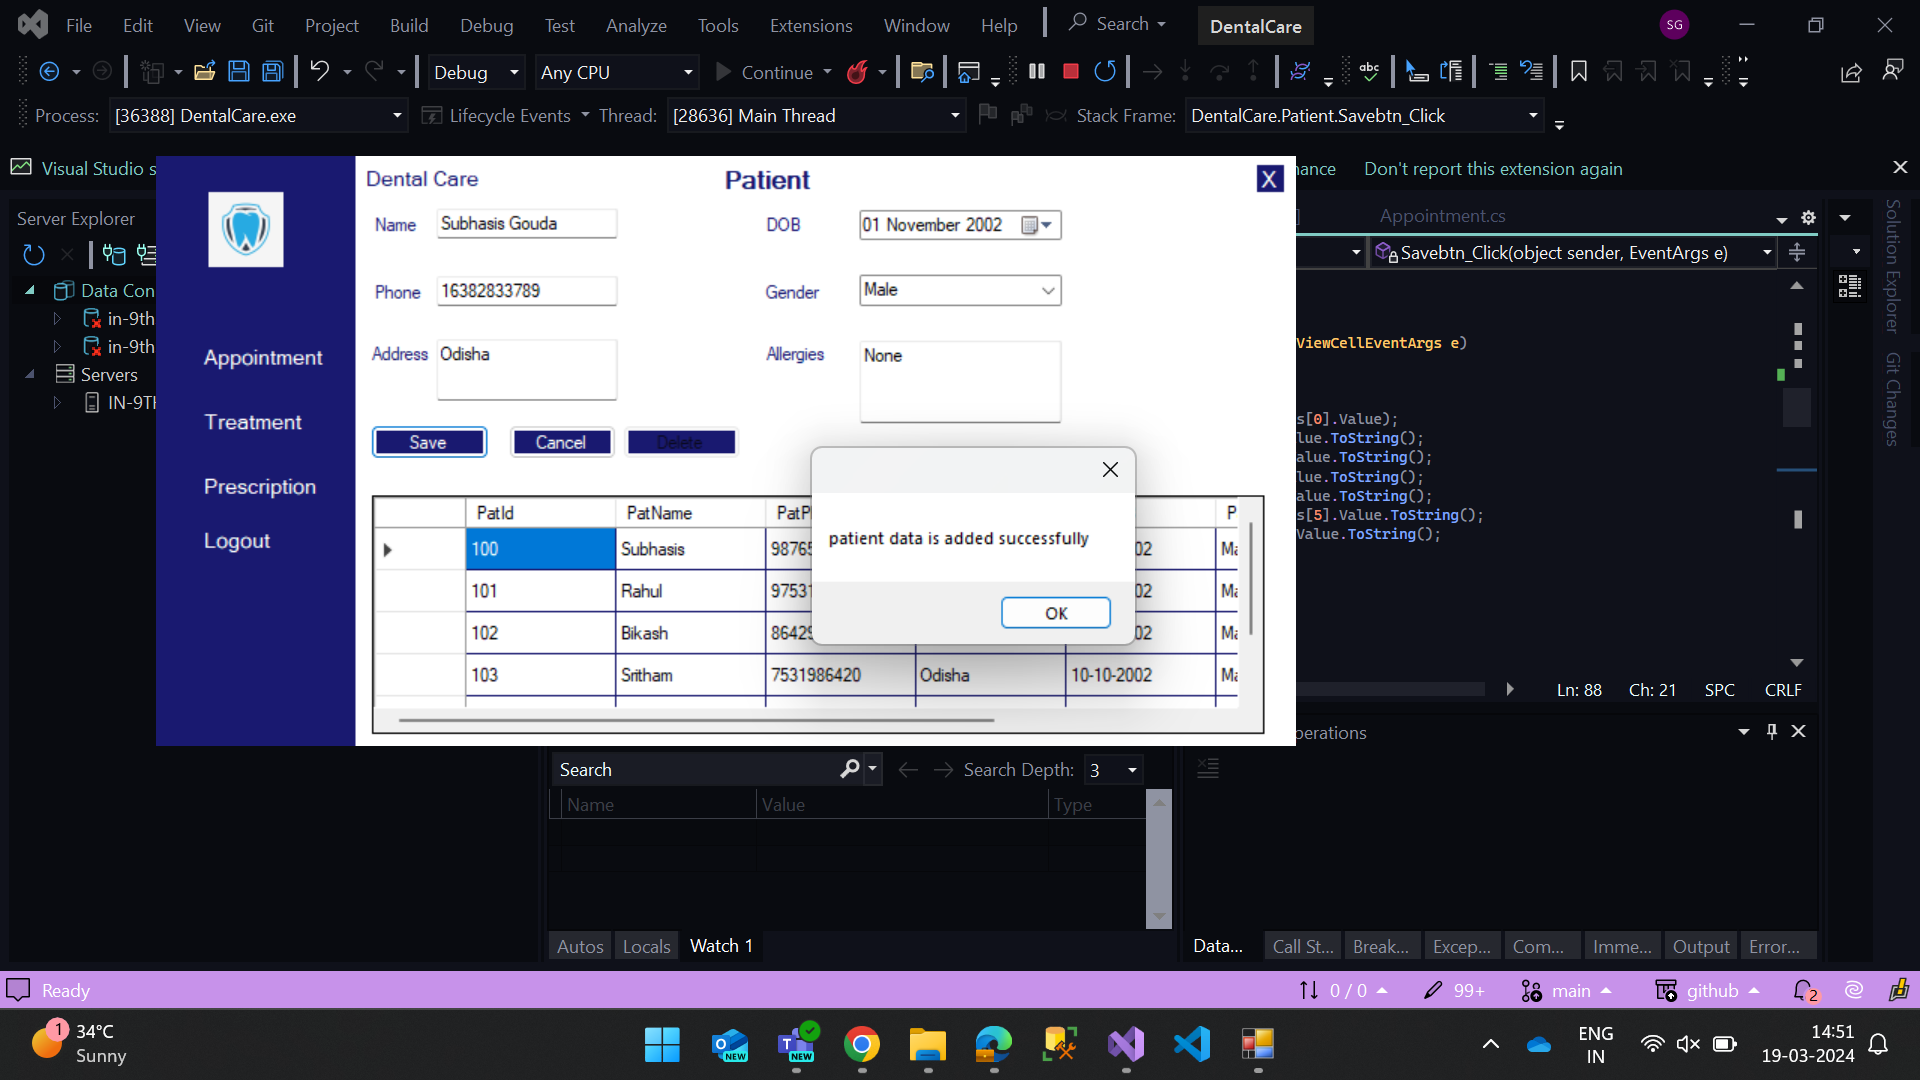 File Edit View Git Project Build Debug Test Analyze Tools Extensions Window Help Search DentalCare SG
Debug Any CPU Continue abc
Process: [36388] DentalCare.exe Lifecycle Events Thread: [28636] Main Thread Stack Frame: DentalCare.Patient.Savebtn_Click
Visual Studio s
Don't report this extension again
Server Explorer
Data Con
in-9th
in-9th
Servers
IN-9TH
Dental Care
Patient
X
Name Subhasis Gouda DOB 01 November 2002
Phone 16382833789 Gender Male
Address Odisha Allergies None
Save Cancel Delete
Appointment
Treatment
Prescription
Logout
PatId PatName PatP P
100 Subhasis 9876 02 Ma
101 Rahul 9753 02 Ma
102 Bikash 8642 02 Ma
103 Sritham 7531986420 Odisha 10-10-2002 Ma
patient data is added successfully
OK
Appointment.cs
Savebtn_Click(object sender, EventArgs e)
ViewCellEventArgs e)
s[0].Value);
lue.ToString();
alue.ToString();
lue.ToString();
alue.ToString();
s[5].Value.ToString();
Value.ToString();
Ln: 88 Ch: 21 SPC CRLF
Solution Explorer
Git Changes
perations
Search Search Depth: 3
Name Value Type
Autos Locals Watch 1
Data... Call St... Break... Excep... Com... Imme... Output Error...
Ready 0 / 0 99+ main github 2
1 34°C
Sunny
NEW
NEW
ENG
IN
14:51
19-03-2024